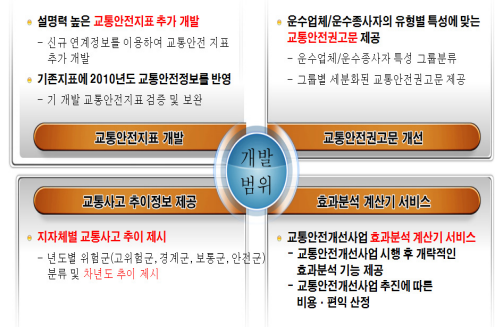 설명력 높은 교통안전지표 추가 개발
- 신규 연계정보를 이용하여 교통안전 지표
추가 개발
기존지표에 2010년도 교통안전정보를 반영
- 기 개발 교통안전지표 검증 및 보완
교통안전지표 개발
운수업체/운수종사자의 유형별 특성에 맞는
교통안전권고문 제공
- 운수업체/운수종사자 특성 그룹분류
- 그룹별 세분화된 교통안전권고문 제공
교통안전권고문 개선
개발
범위
교통사고 추이정보 제공
지자체별 교통사고 추이 제시
- 년도별 위험군(고위험군, 경계군, 보통군, 안전군)
분류 및 차년도 추이 제시
효과분석 계산기 서비스
교통안전개선사업 효과분석 계산기 서비스
- 교통안전개선사업 시행 후 개략적인
효과분석 기능 제공
- 교통안전개선사업 추진에 따른
비용·편익 산정